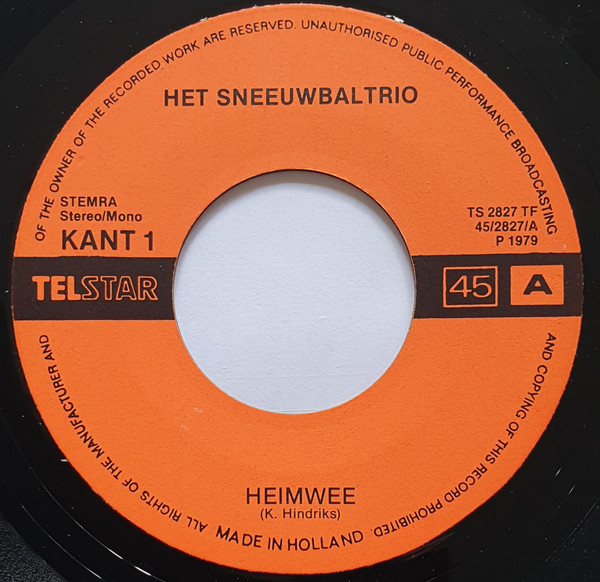 ALL RIGHTS OF THE MANUFACTURER AND OF THE OWNER OF THE RECORDED WORK ARE RESERVED. UNAUTHORISED PUBLIC PERFORMANCE BROADCASTING AND COPYING OF THIS RECORD PROHIBITED.
HET SNEEUWBALTRIO
STEMRA
Stereo/Mono
KANT 1
TS 2827 TF
45/2827/A
P 1979
TELSTAR
45
A
HEIMWEE
(K. Hindriks)
MADE IN HOLLAND